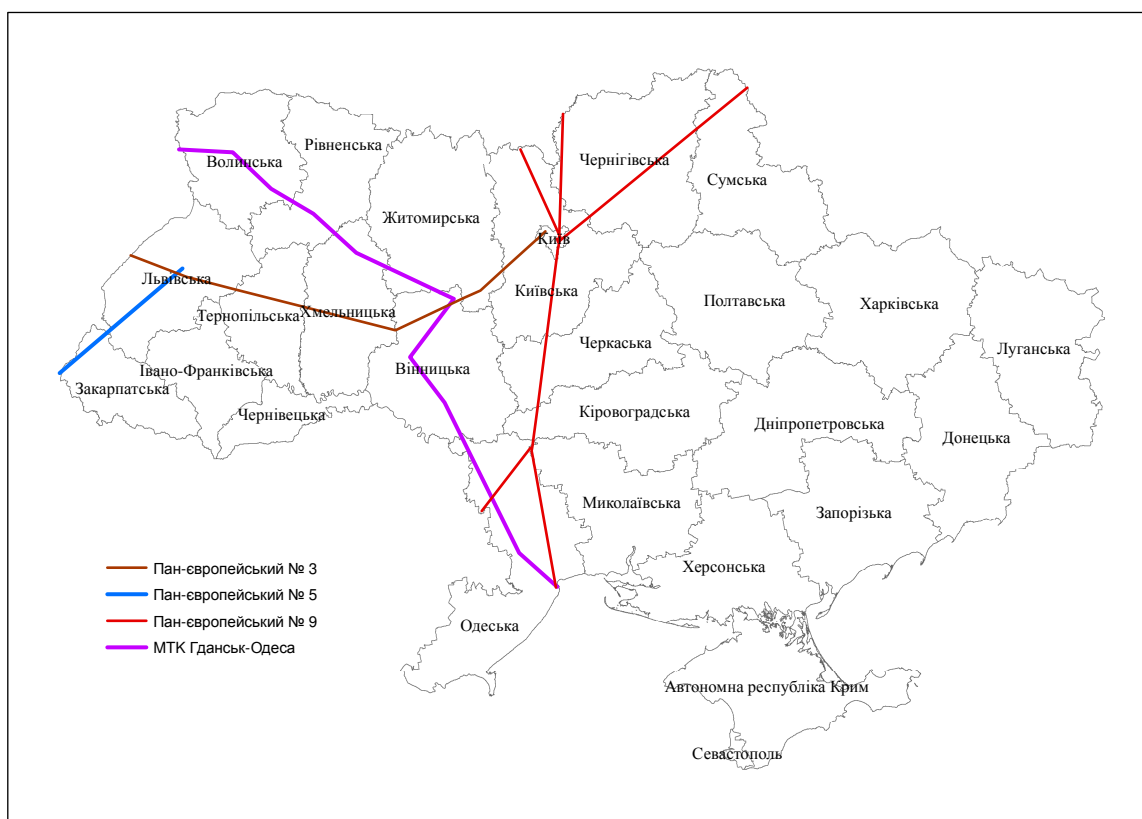 Рівненська
Волинська
Чернігівська
Сумська
Житомирська
Київ
Львівська
Київська
Полтавська
Харківська
Тернопільська
Хмельницька
Черкаська
Луганська
Івано-Франківська
Вінницька
Закарпатська
Чернівецька
Кіровоградська
Дніпропетровська
Донецька
Миколаївська
Запорізька
Херсонська
Пан-європейський № 3
Пан-європейський № 5
Пан-європейський № 9
МТК Гданськ-Одеса
Одеська
Автономна республіка Крим
Севастополь